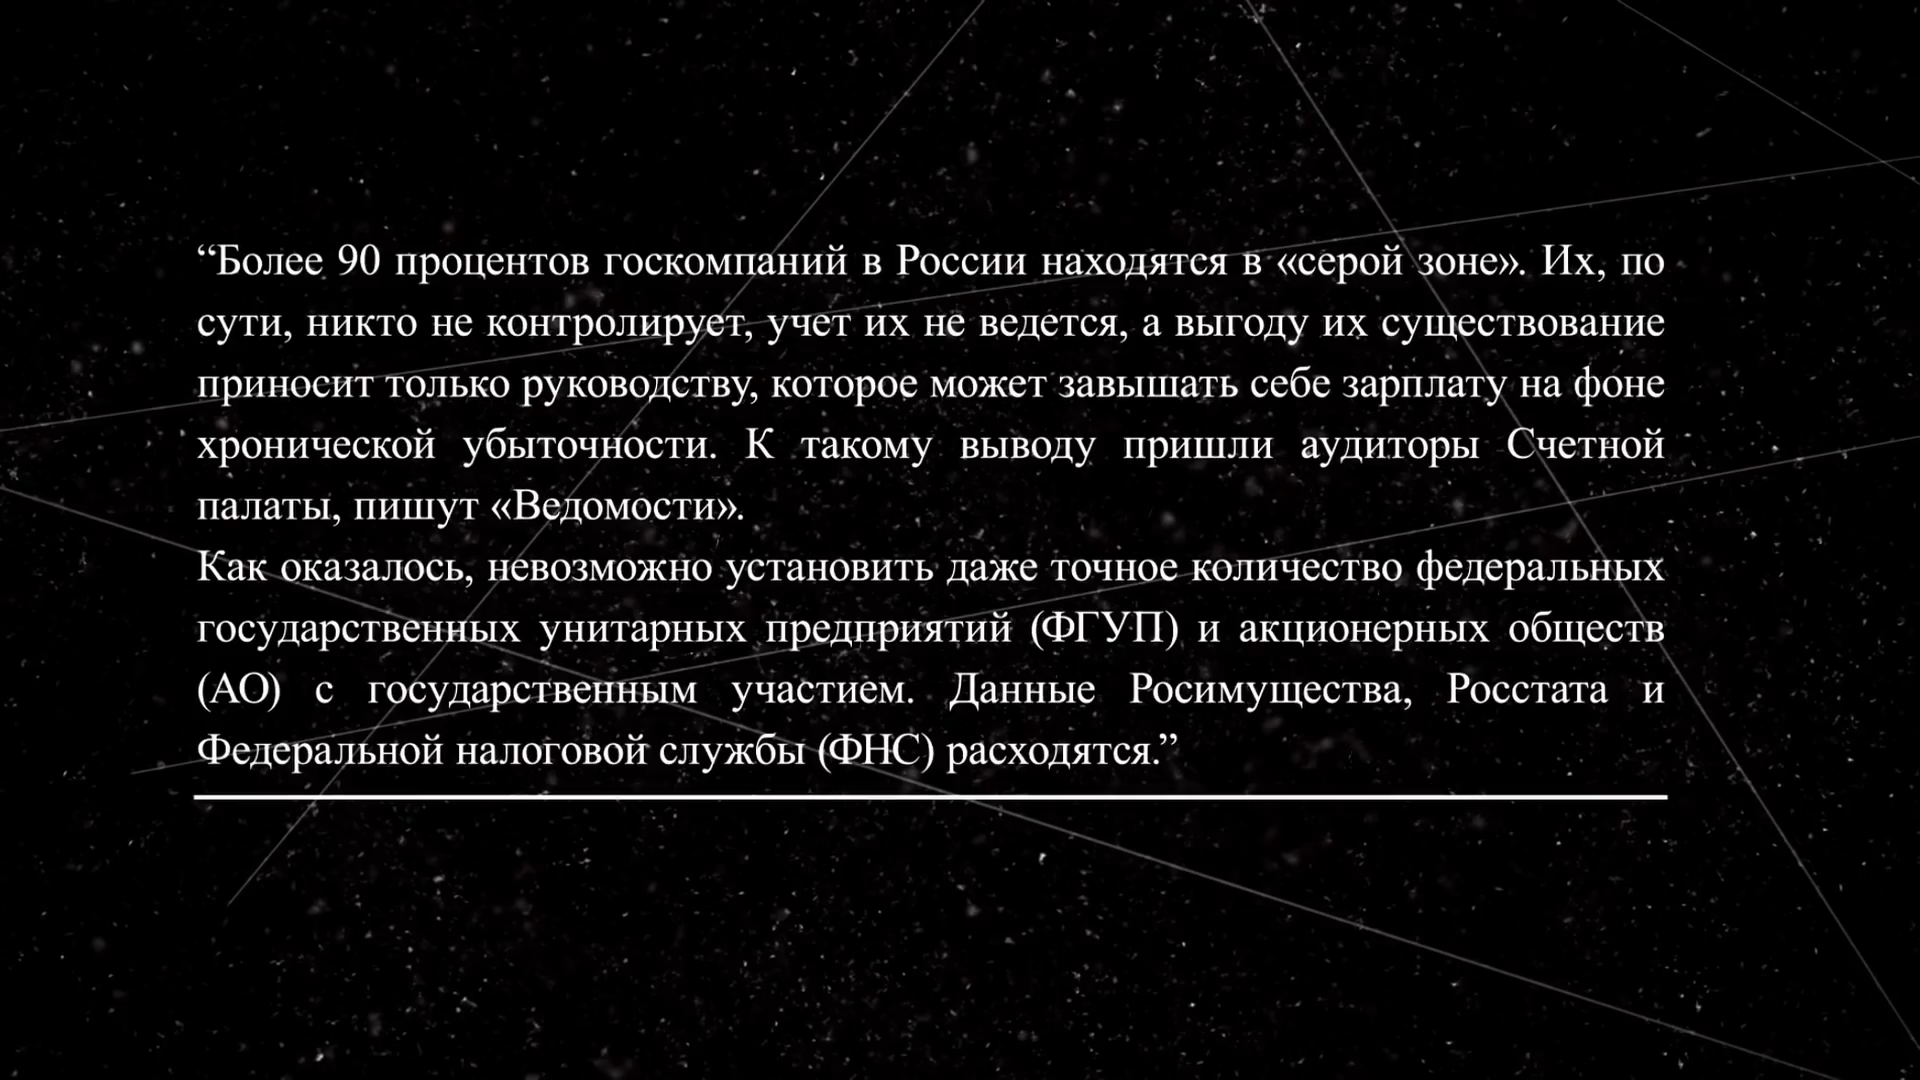 “Более 90 процентов госкомпаний в России находятся в «серой зоне». Их, по
сути, никто не контролирует, учет их не ведется, а выгоду их существование
приносит только руководству, которое может завышать себе зарплату на фоне
хронической убыточности. К такому выводу пришли аудиторы Счетной
палаты, пишут «Ведомости».
Как оказалось, невозможно установить даже точное количество федеральных
государственных унитарных предприятий (ФГУП) и акционерных обществ
(АО) с государственным участием. Данные Росимущества, Росстата и
Федеральной налоговой службы (ФНС) расходятся.”